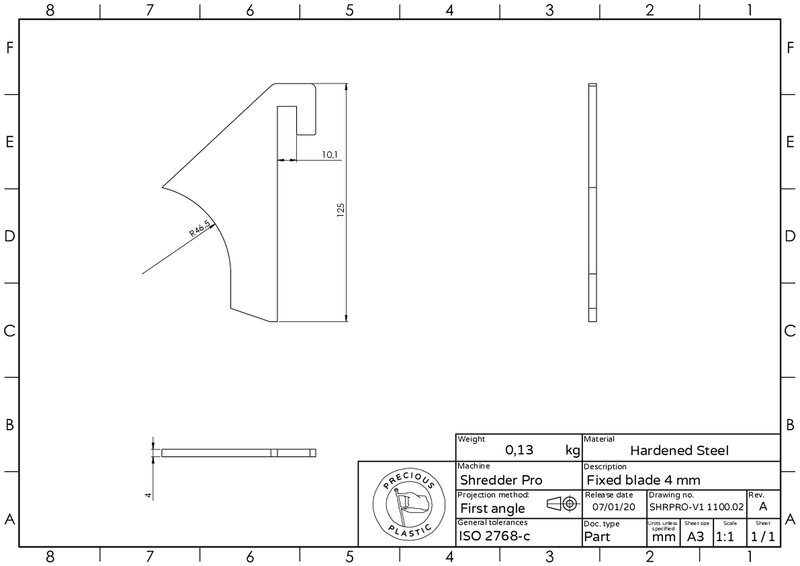 8 7 6 5 4 3 2 1
F F
E E
D D
C C
B B
A A
10,1
125
R46,5
4
Weight
0,13 kg
Material
Hardened Steel
PRECIOUS
PLASTIC
Machine
Shredder Pro
Description
Fixed blade 4 mm
Projection method:
First angle
Release date
07/01/20
Drawing no.
SHRPRO-V1 1100.02
Rev.
A
General tolerances
ISO 2768-c
Doc. type
Part
Units unless
specified
mm
Sheet size
A3
Scale
1:1
Sheet
1 / 1
8 7 6 5 4 3 2 1